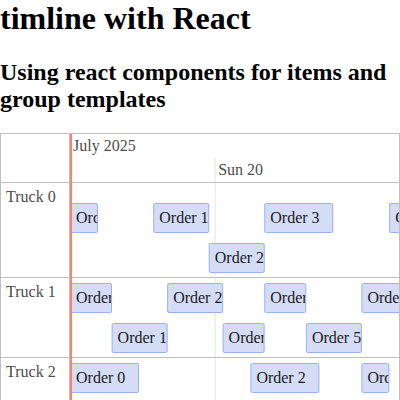 timline with React
Using react components for items and
group templates
July 2025
Sun 20
Truck 0
Order 1
Order 3
Order 2
Truck 1
Order
Order 2
Order
Orde
Order 1
Order
Order 5
Truck 2
Order 0
Order 2